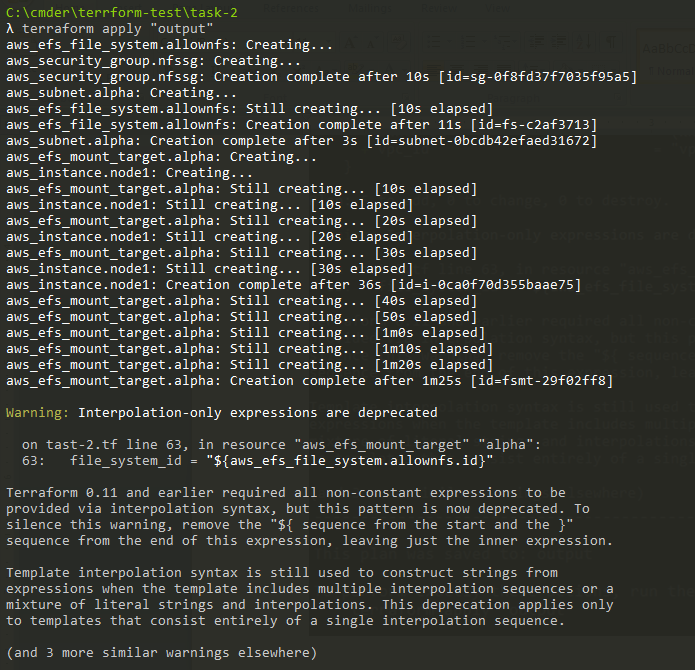 C:\cmder\terrform-test\task-2
λ terraform apply "output"
aws_efs_file_system.allownfs: Creating...
aws_security_group.nfssg: Creating...
aws_security_group.nfssg: Creation complete after 10s [id=sg-0f8fd37f7035f95a5]
aws_subnet.alpha: Creating...
aws_efs_file_system.allownfs: Still creating... [10s elapsed]
aws_efs_file_system.allownfs: Creation complete after 11s [id=fs-c2af3713]
aws_subnet.alpha: Creation complete after 3s [id=subnet-0bcdb42efaed31672]
aws_efs_mount_target.alpha: Creating...
aws_instance.node1: Creating...
aws_efs_mount_target.alpha: Still creating... [10s elapsed]
aws_instance.node1: Still creating... [10s elapsed]
aws_efs_mount_target.alpha: Still creating... [20s elapsed]
aws_instance.node1: Still creating... [20s elapsed]
aws_efs_mount_target.alpha: Still creating... [30s elapsed]
aws_instance.node1: Still creating... [30s elapsed]
aws_instance.node1: Creation complete after 36s [id=i-0ca0f70d355baae75]
aws_efs_mount_target.alpha: Still creating... [40s elapsed]
aws_efs_mount_target.alpha: Still creating... [50s elapsed]
aws_efs_mount_target.alpha: Still creating... [1m0s elapsed]
aws_efs_mount_target.alpha: Still creating... [1m10s elapsed]
aws_efs_mount_target.alpha: Still creating... [1m20s elapsed]
aws_efs_mount_target.alpha: Creation complete after 1m25s [id=fsmt-29f02ff8]
Warning: Interpolation-only expressions are deprecated
on tast-2.tf line 63, in resource "aws_efs_mount_target" "alpha":
63: file_system_id = "${aws_efs_file_system.allownfs.id}"
Terraform 0.11 and earlier required all non-constant expressions to be
provided via interpolation syntax, but this pattern is now deprecated. To
silence this warning, remove the "${ sequence from the start and the }"
sequence from the end of this expression, leaving just the inner expression.
Template interpolation syntax is still used to construct strings from
expressions when the template includes multiple interpolation sequences or a
mixture of literal strings and interpolations. This deprecation applies only
to templates that consist entirely of a single interpolation sequence.
(and 3 more similar warnings elsewhere)